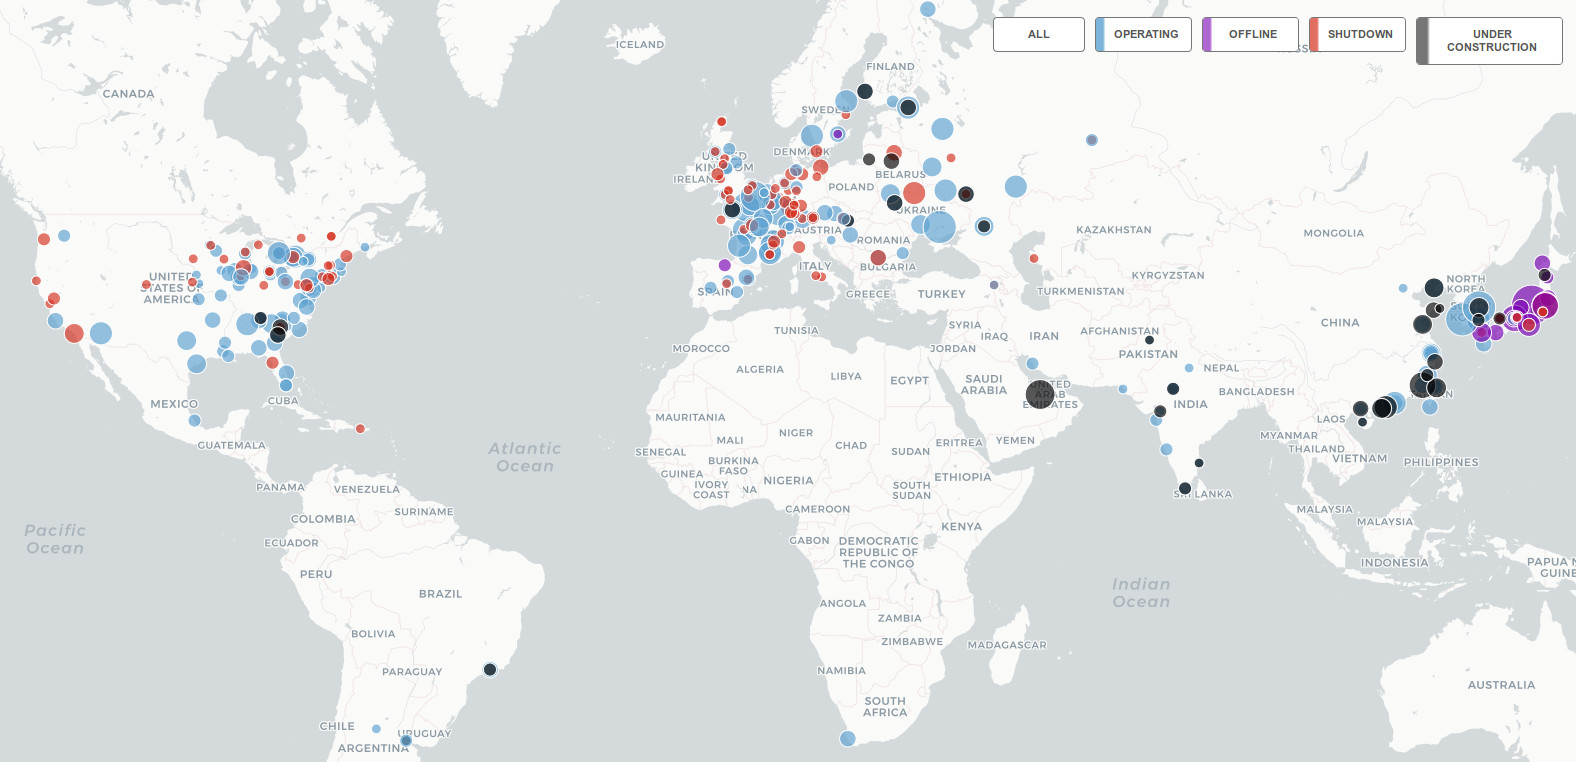 ALL
OPERATING
OFFLINE
SHUTDOWN
UNDER
CONSTRUCTION
ICELAND
FINLAND
CANADA
SWEDEN
DENMARK
UNITED
KINGDOM
IRELAND
BELARUS
POLAND
UKRAINE
AUSTRIA
ROMANIA
KAZAKHSTAN
MONGOLIA
ITALY
BULGARIA
UNITED
STATES OF
AMERICA
SPAIN
GREECE
TURKEY
KYRGYZSTAN
TURKMENISTAN
NORTH
KOREA
CHINA
TUNISIA
SYRIA
IRAQ
IRAN
AFGHANISTAN
MOROCCO
JORDAN
PAKISTAN
ALGERIA
LIBYA
EGYPT
SAUDI
ARABIA
UNITED
ARAB
EMIRATES
NEPAL
BANGLADESH
INDIA
MEXICO
CUBA
MAURITANIA
LAOS
GUATEMALA
MALI
NIGER
CHAD
SUDAN
ERITREA
YEMEN
MYANMAR
THAILAND
VIETNAM
PHILIPPINES
Atlantic
Ocean
SENEGAL
BURKINA
FASO
GUINEA
IVORY
COAST
NA
NIGERIA
SOUTH
SUDAN
ETHIOPIA
SRI LANKA
PANAMA
VENEZUELA
COLOMBIA
SURINAME
CAMEROON
KENYA
MALAYSIA
MALAYSIA
Pacific
Ocean
ECUADOR
GABON
DEMOCRATIC
REPUBLIC OF
THE CONGO
INDONESIA
PAPUA N
GUINE
PERU
BRAZIL
Indian
Ocean
ANGOLA
ZAMBIA
BOLIVIA
ZIMBABWE
MADAGASCAR
PARAGUAY
NAMIBIA
AUSTRALIA
SOUTH
AFRICA
CHILE
URUGUAY
ARGENTINA